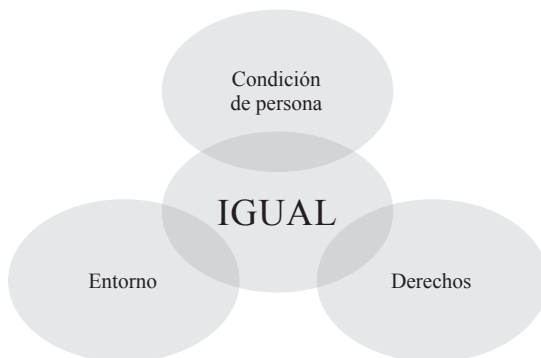 Condición
de persona
IGUAL
Entorno
Derechos